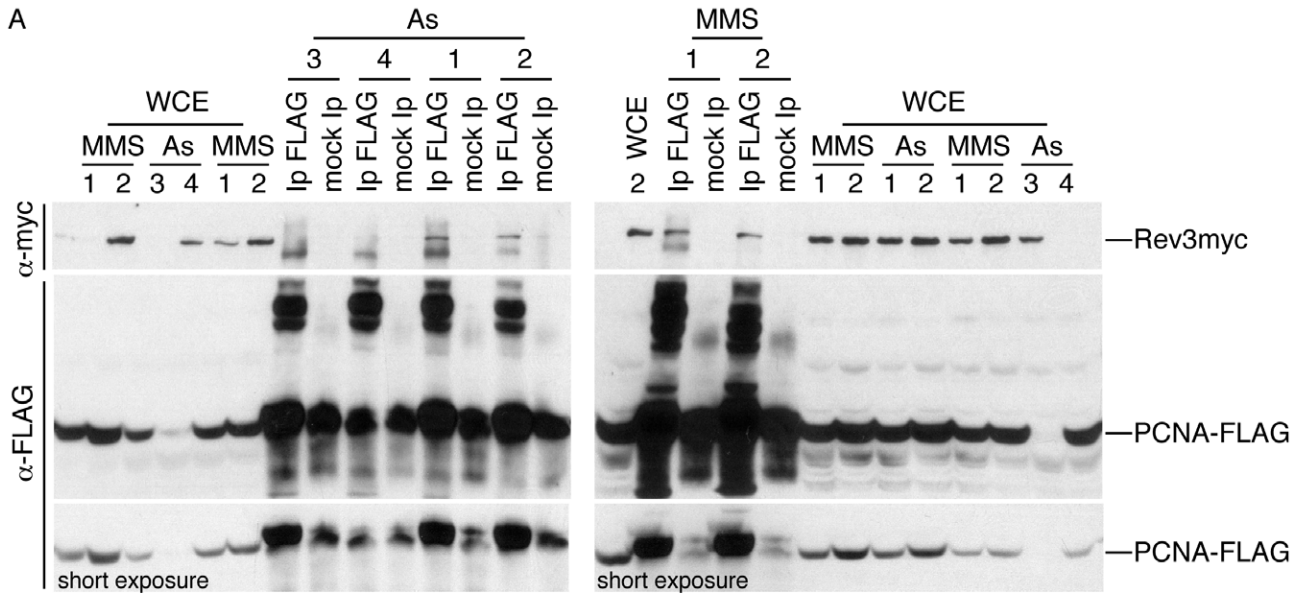 A
As
MMS
3 4 1 2
1 2
WCE
Ip FLAG mock Ip Ip FLAG mock Ip Ip FLAG mock Ip Ip FLAG mock Ip
WCE Ip FLAG mock Ip Ip FLAG mock Ip
WCE
MMS As MMS
MMS As MMS As
1 2 3 4 1 2
2
1 2 1 2 1 2 3 4
α-myc
Rev3myc
α-FLAG
PCNA-FLAG
PCNA-FLAG
short exposure
short exposure